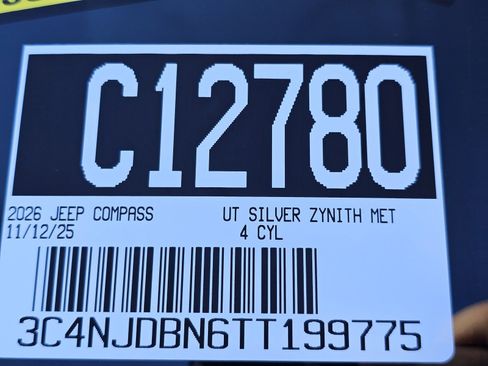 C12780
2026 JEEP COMPASS UT SILVER ZYNITH MET
11/12/25 4 CYL
3C4NJDBN6TT199775